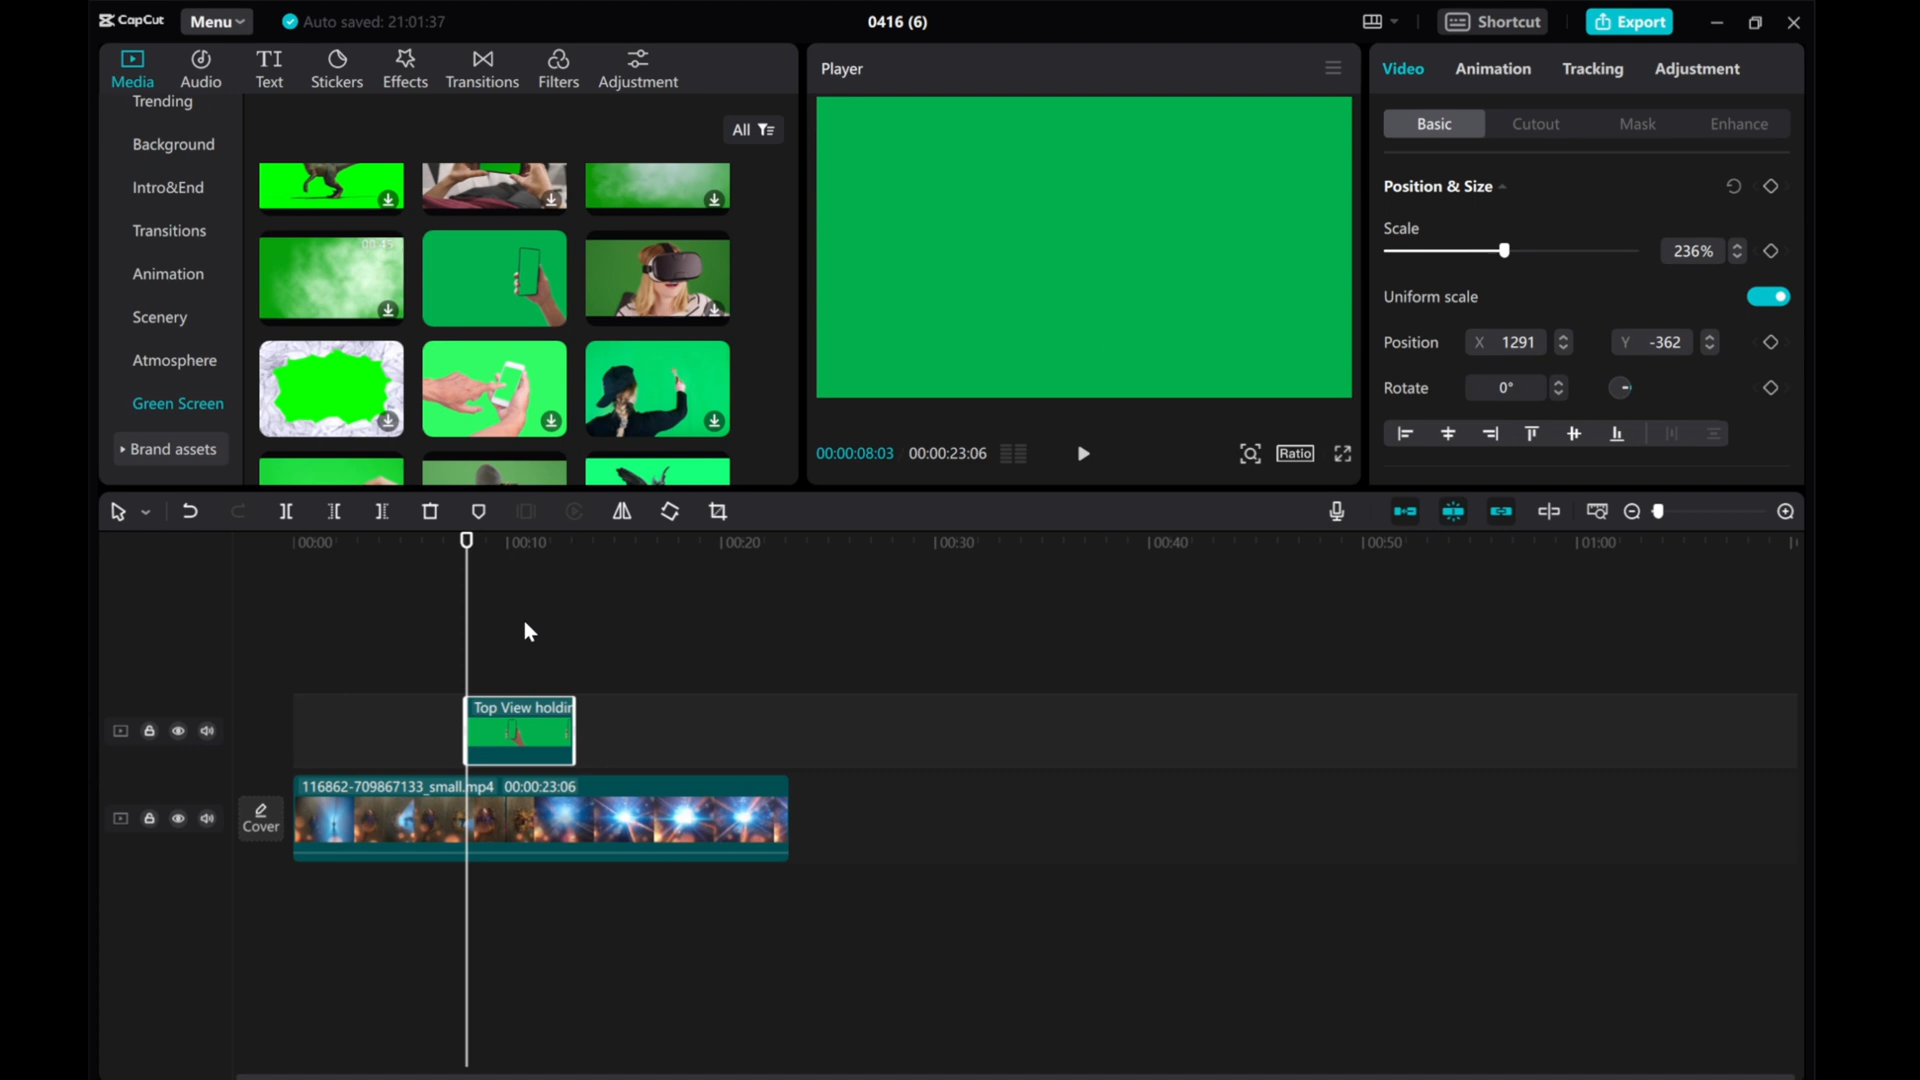 CapCut
Menu
Auto saved: 21:01:37
0416 (6)
Shortcut
Export
Media
Audio
Text
Stickers
Effects
Transitions
Filters
Adjustment
Player
Video
Animation
Tracking
Adjustment
Trending
Background
Intro&End
Transitions
Animation
Scenery
Atmosphere
Green Screen
Brand assets
All
00:45
Basic
Cutout
Mask
Enhance
Position & Size
Scale
236%
Uniform scale
Position
X 1291
Y -362
Rotate
0°
00:00:08:03
00:00:23:06
Ratio
00:00
00:10
00:20
00:30
00:40
00:50
01:00
Top View holdin
116862-709867133_small.mp4 00:00:23:06
Cover